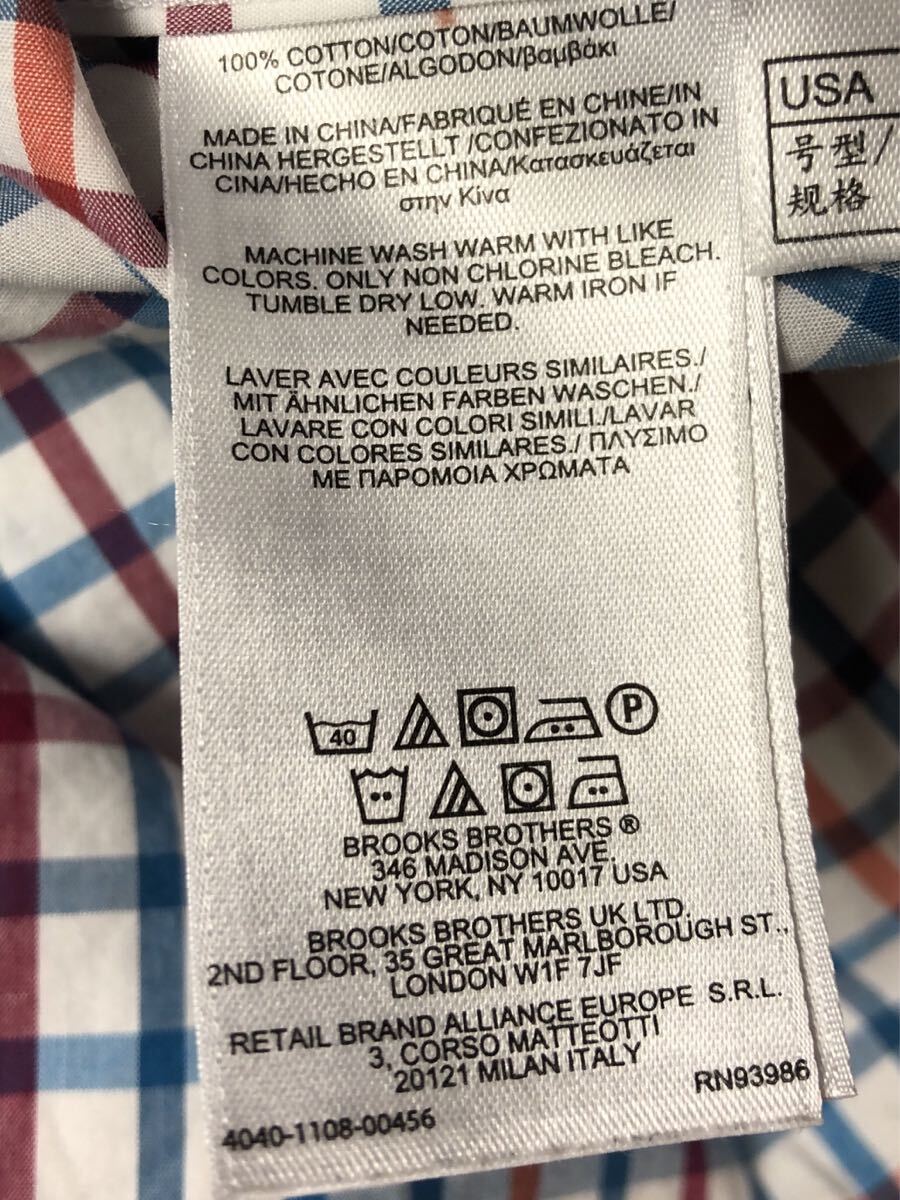 100% COTTON/COTON/BAUMWOLLE/
COTONE/ALGODON/βαμβάκι
MADE IN CHINA/FABRIQUÉ EN CHINE/IN
CHINA HERGESTELLT /CONFEZIONATO IN
CINA/HECHO EN CHINA/Κατασκευάζεται
στην Κίνα
MACHINE WASH WARM WITH LIKE
COLORS. ONLY NON CHLORINE BLEACH.
TUMBLE DRY LOW. WARM IRON IF
NEEDED.
LAVER AVEC COULEURS SIMILAIRES./
MIT ÄHNLICHEN FARBEN WASCHEN./
LAVARE CON COLORI SIMILI./LAVAR
CON COLORES SIMILARES./ ΠΛΥΣΙΜΟ
ΜΕ ΠΑΡΟΜΟΙΑ ΧΡΩΜΑΤΑ
40
P
BROOKS BROTHERS ®
346 MADISON AVE.
NEW YORK, NY 10017 USA
BROOKS BROTHERS UK LTD.
2ND FLOOR, 35 GREAT MARLBOROUGH ST.,
LONDON W1F 7JF
RETAIL BRAND ALLIANCE EUROPE S.R.L.
3, CORSO MATTEOTTI
20121 MILAN ITALY
RN93986
4040-1108-00456
USA
号型/
规格